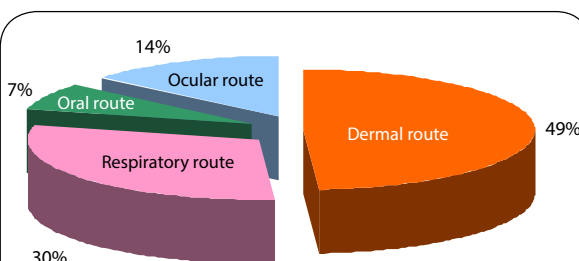 14%
Ocular route
7%
Oral route
Dermal route
49%
Respiratory route
30%